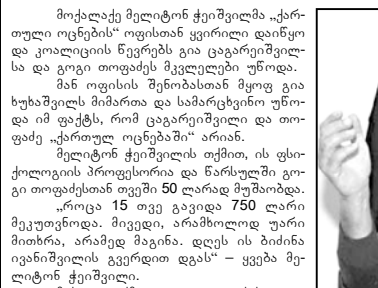 მოქალაქე მელიტონ ჭეიშვილმა „ქარ-
თული ოცნების“ ოფისთან ყვირილი დაიწყო
და კოალიციის წევრებს გია ცაგარეიშვილ-
სა და გოგი თოფაძეს მკვლელები უწოდა.
მან ოფისის შენობასთან მყოფ გია
ხუხაშვილს მიმართა და სამარცხვინო უწო-
და იმ ფაქტს, რომ ცაგარეიშვილი და თო-
ფაძე „ქართულ ოცნებაში“ არიან.
მელიტონ ჭეიშვილის თქმით, ის ფსი-
ქოლოგიის პროფესორია და წარსულში გო-
გი თოფაძესთან თვეში 50 ლარად მუშაობდა.
„როცა 15 თვე გავიდა 750 ლარი
მეკუთვნოდა. მივედი, არამხოლოდ უარი
მითხრა, არამედ მაგინა. დღეს ის ბიძინა
ივანიშვილის გვერდით დგას“ – ყვება მე-
ლიტონ ჭეიშვილი.